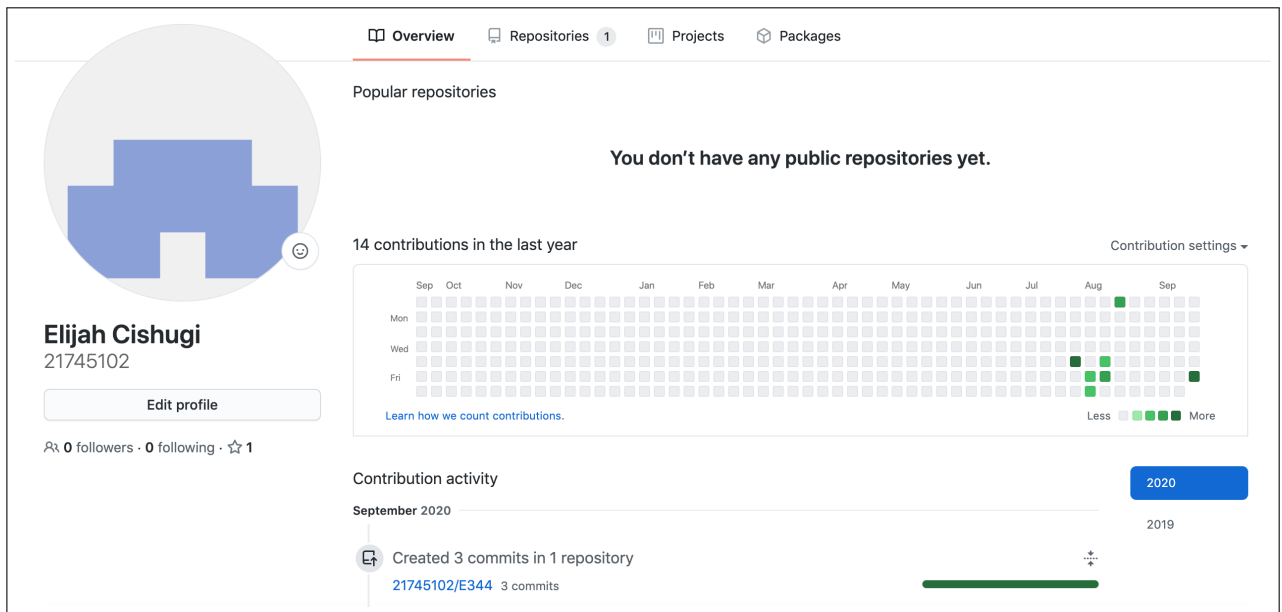 Overview Repositories 1 Projects Packages
Popular repositories
You don't have any public repositories yet.
14 contributions in the last year
Contribution settings
Sep Oct Nov Dec Jan Feb Mar Apr May Jun Jul Aug Sep
Mon
Wed
Fri
Learn how we count contributions.
Less More
Elijah Cishugi
21745102
Edit profile
0 followers · 0 following · 1
Contribution activity
2020
2019
September 2020
Created 3 commits in 1 repository
21745102/E344 3 commits